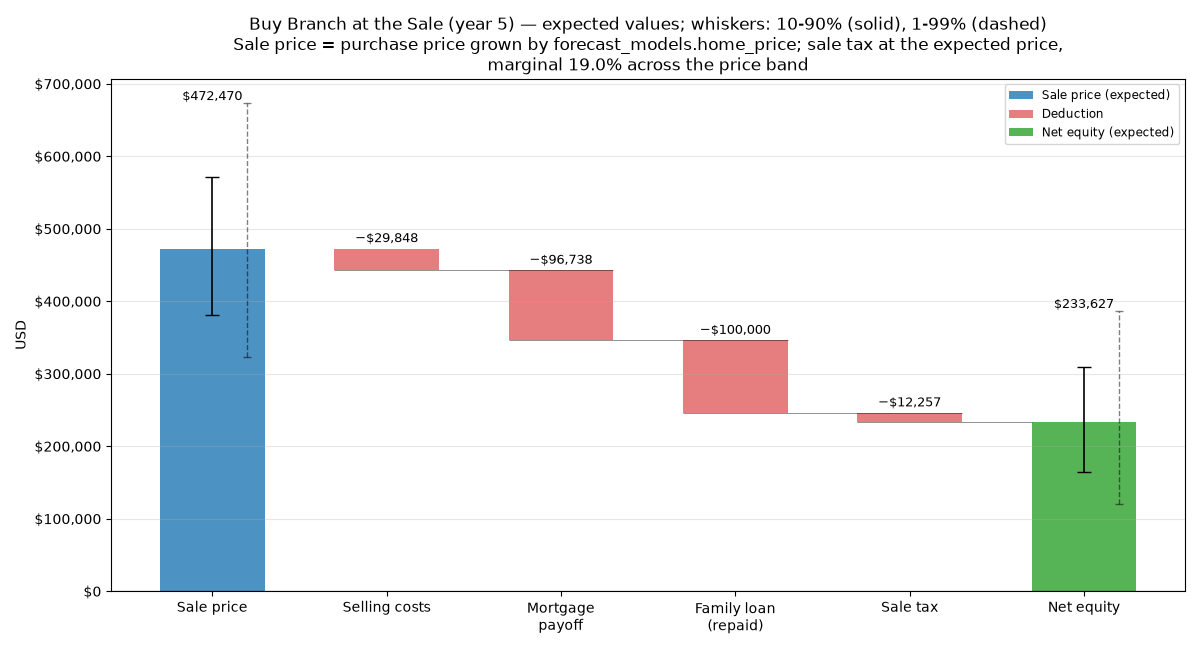 Buy Branch at the Sale (year 5) — expected values; whiskers: 10-90% (solid), 1-99% (dashed)
Sale price = purchase price grown by forecast_models.home_price; sale tax at the expected price,
marginal 19.0% across the price band
$700,000
$600,000
$500,000
$400,000
$300,000
$200,000
$100,000
$0
USD
$472,470
−$29,848
−$96,738
−$100,000
−$12,257
$233,627
Sale price (expected)
Deduction
Net equity (expected)
Sale price
Selling costs
Mortgage
payoff
Family loan
(repaid)
Sale tax
Net equity